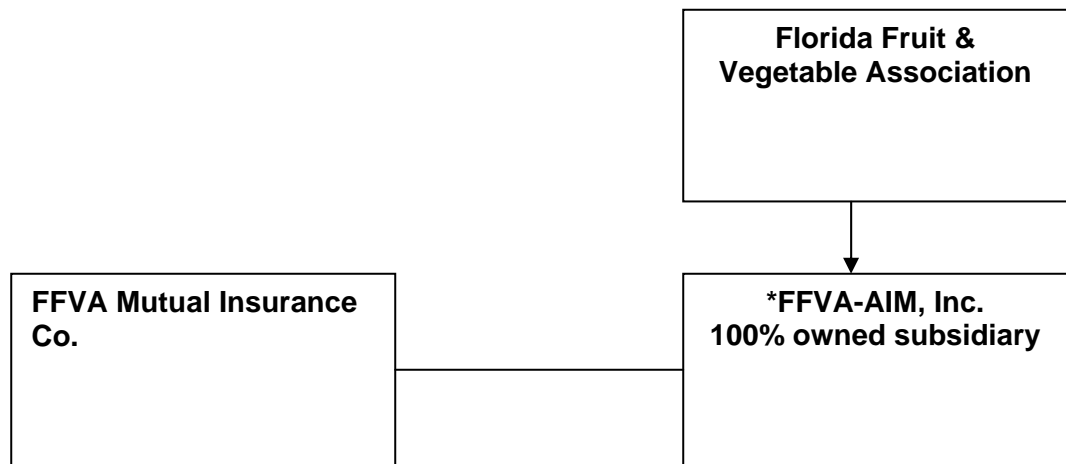 Florida Fruit &
Vegetable Association
FFVA Mutual Insurance
Co.
*FFVA-AIM, Inc.
100% owned subsidiary